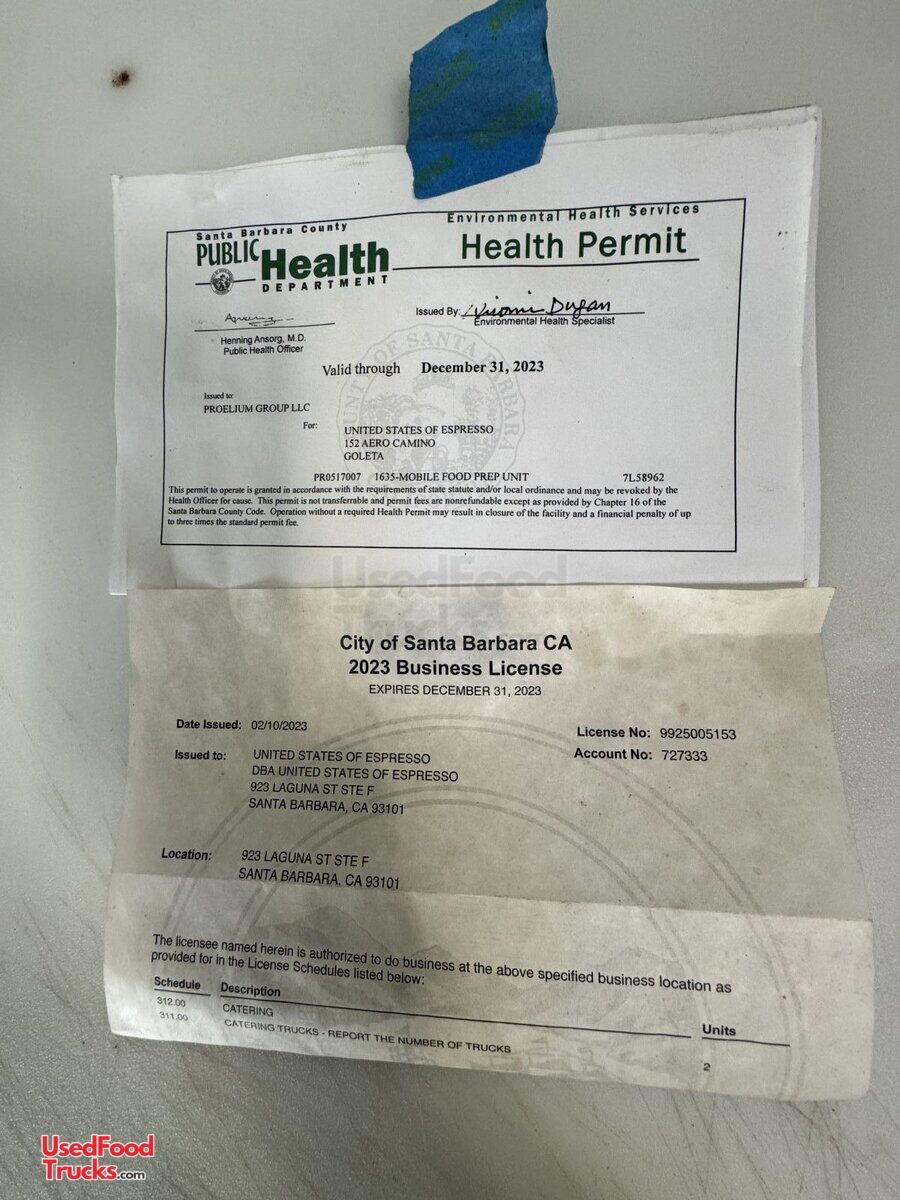 Santa Barbara County
PUBLIC Health
DEPARTMENT
Environmental Health Services
Health Permit
Issued By:
Environmental Health Specialist
Henning Ansorg, M.D.
Public Health Officer
Valid through December 31, 2023
Issued to:
PROELIUM GROUP LLC
For:
UNITED STATES OF ESPRESSO
152 AERO CAMINO
GOLETA
PR0517007 1635-MOBILE FOOD PREP UNIT 7L58962
This permit to operate is granted in accordance with the requirements of state statute and/or local ordinance and may be revoked by the
Health Officer for cause. This permit is not transferrable and permit fees are nonrefundable except as provided by Chapter 16 of the
Santa Barbara County Code. Operation without a required Health Permit may result in closure of the facility and a financial penalty of up
to three times the standard permit fee.
UsedFood
Trucks
City of Santa Barbara CA
2023 Business License
EXPIRES DECEMBER 31, 2023
Date Issued: 02/10/2023
License No: 9925005153
Account No: 727333
Issued to: UNITED STATES OF ESPRESSO
DBA UNITED STATES OF ESPRESSO
923 LAGUNA ST STE F
SANTA BARBARA, CA 93101
Location: 923 LAGUNA ST STE F
SANTA BARBARA, CA 93101
The licensee named herein is authorized to do business at the above specified business location as
provided for in the License Schedules listed below:
Schedule Description Units
312.00 CATERING
311.00 CATERING TRUCKS - REPORT THE NUMBER OF TRUCKS 2
UsedFood
Trucks.com